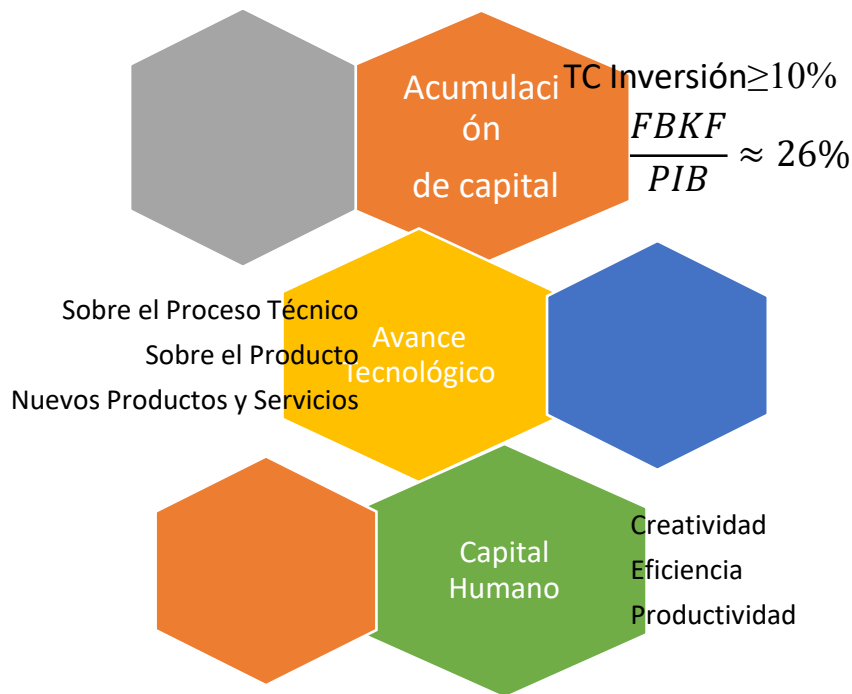 Acumulaci
ón
de capital
TC Inversión≥10%
FBKF
PIB
≈ 26%
Sobre el Proceso Técnico
Sobre el Producto
Nuevos Productos y Servicios
Avance
Tecnológico
Capital
Humano
Creatividad
Eficiencia
Productividad